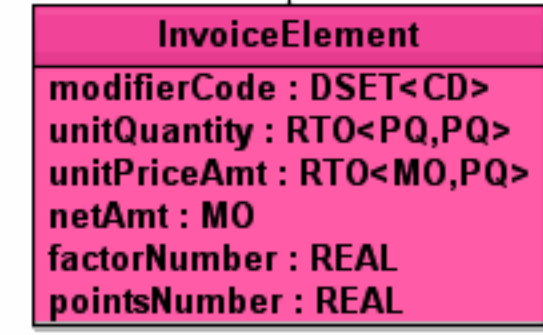 InvoiceElement
modifierCode : DSET<CD>
unitQuantity : RTO<PQ,PQ>
unitPriceAmt : RTO<MO,PQ>
netAmt : MO
factorNumber : REAL
pointsNumber : REAL